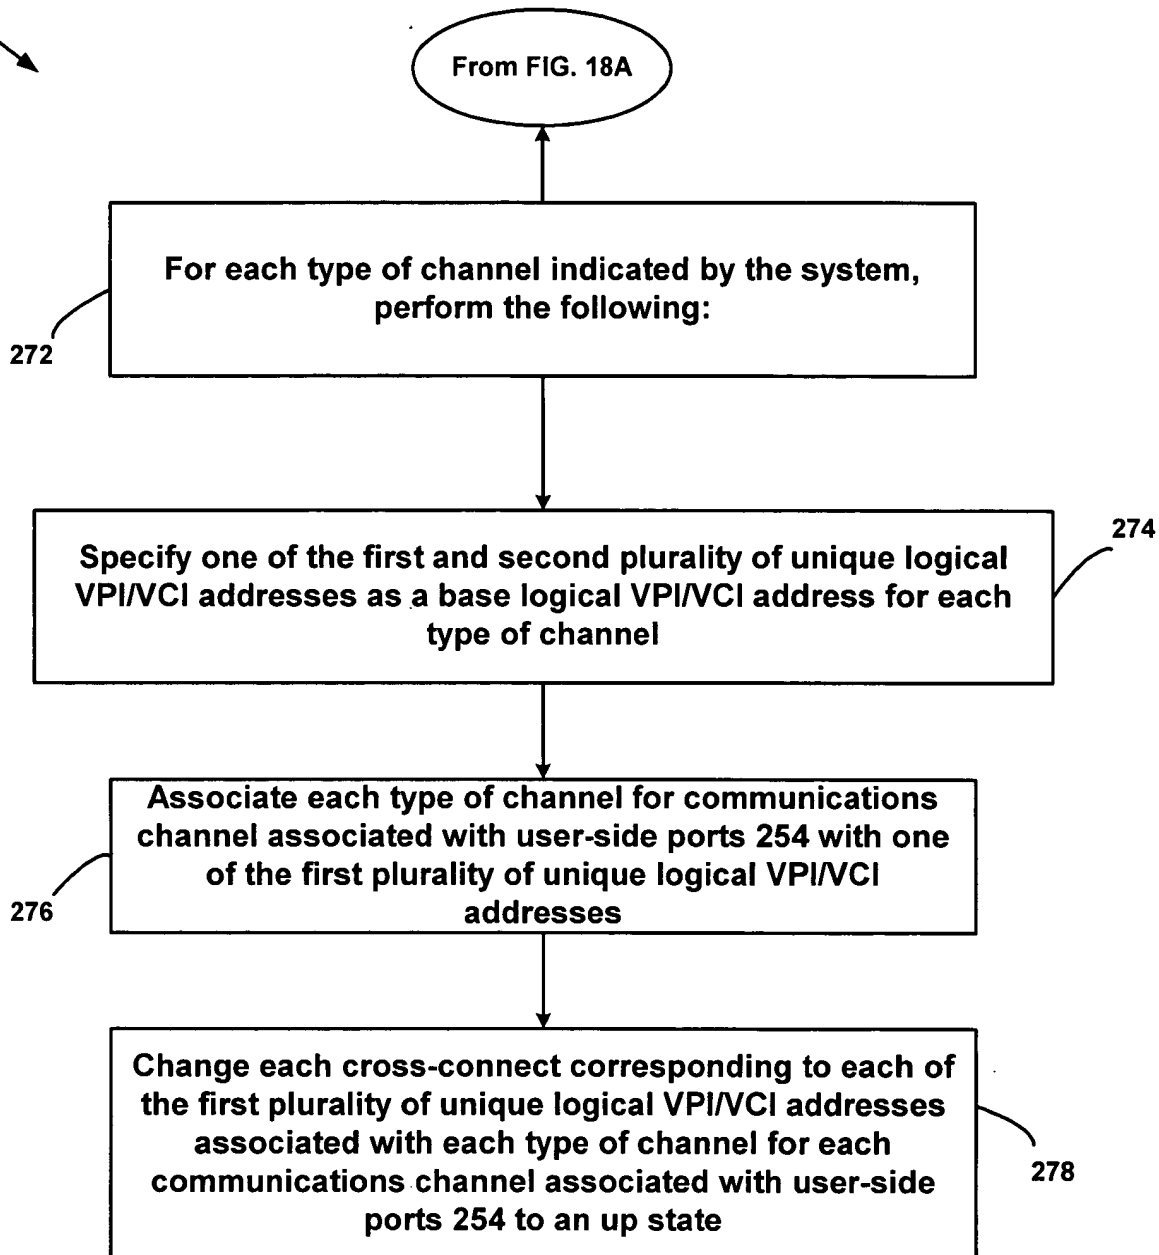 From FIG. 18A
For each type of channel indicated by the system,
perform the following:
272
274
Specify one of the first and second plurality of unique logical
VPI/VCI addresses as a base logical VPI/VCI address for each
type of channel
Associate each type of channel for communications
channel associated with user-side ports 254 with one
of the first plurality of unique logical VPI/VCI
addresses
276
Change each cross-connect corresponding to each of
the first plurality of unique logical VPI/VCI addresses
associated with each type of channel for each
communications channel associated with user-side
ports 254 to an up state
278